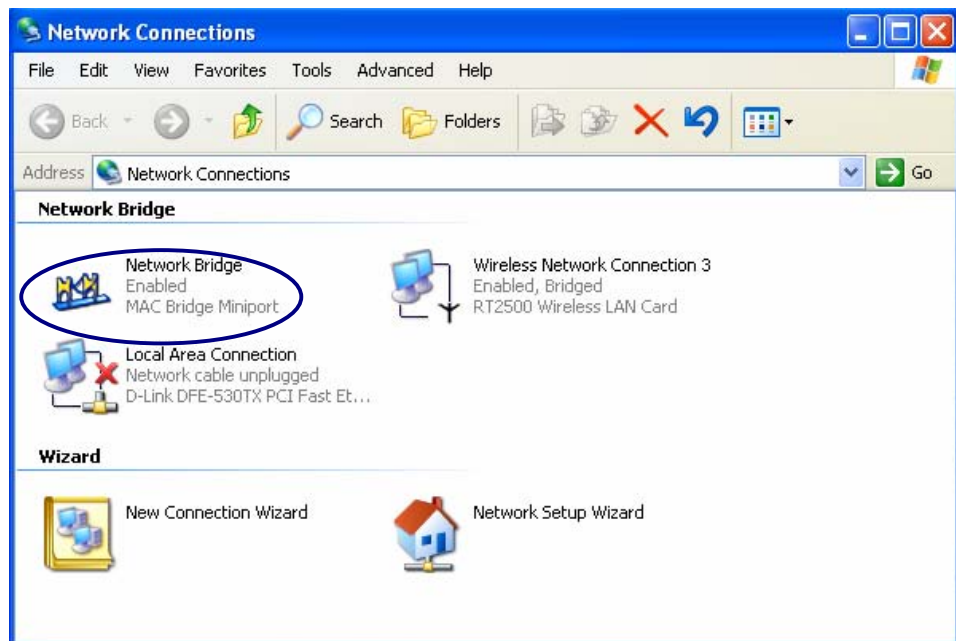 Network Connections
File Edit View Favorites Tools Advanced Help
Back Search Folders
Address Network Connections Go
Network Bridge
Network Bridge
Enabled
MAC Bridge Miniport
Wireless Network Connection 3
Enabled, Bridged
RT2500 Wireless LAN Card
Local Area Connection
Network cable unplugged
D-Link DFE-530TX PCI Fast Et...
Wizard
New Connection Wizard
Network Setup Wizard